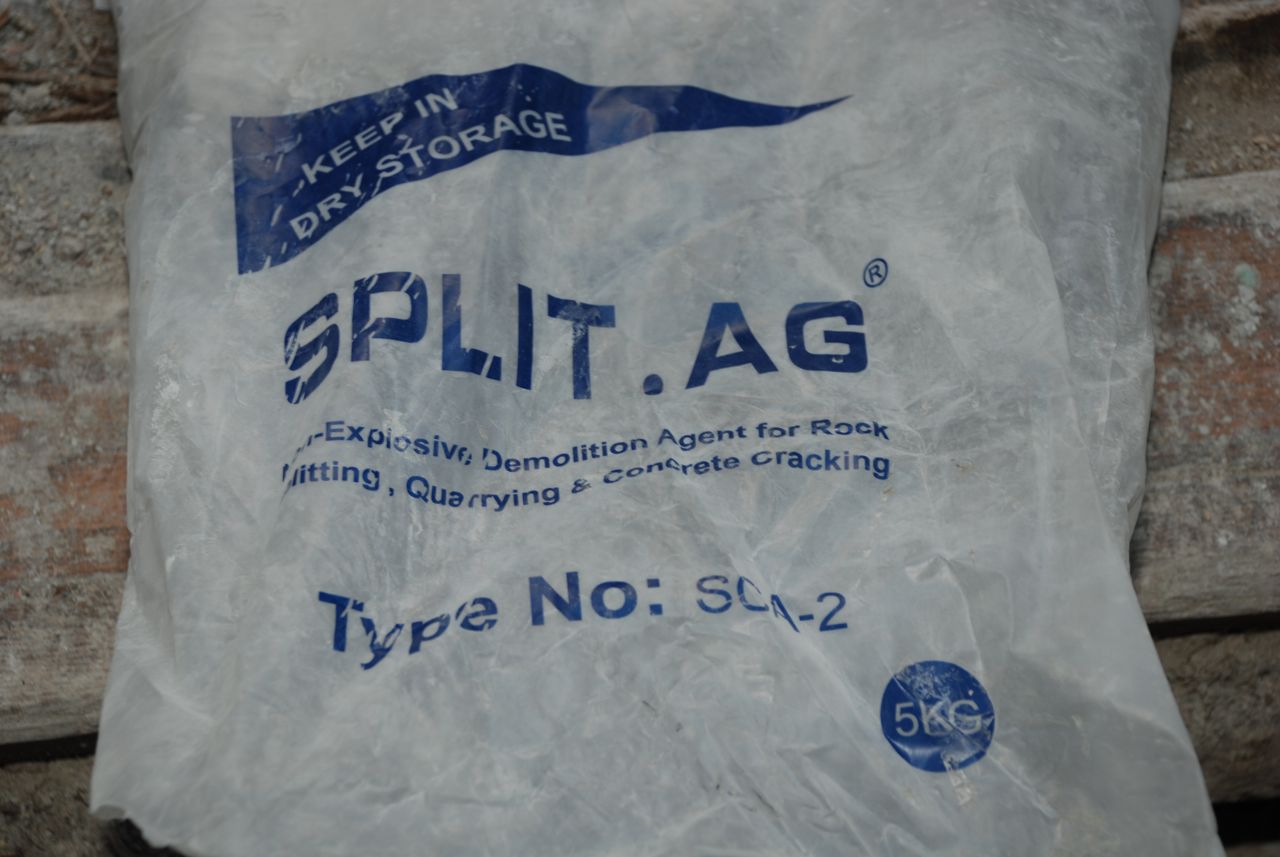 KEEP IN
DRY STORAGE
SPLIT.AG®
-Explosive Demolition Agent for Rock
litting, Quarrying & Concrete Cracking
Type No: SCA-2
5KG